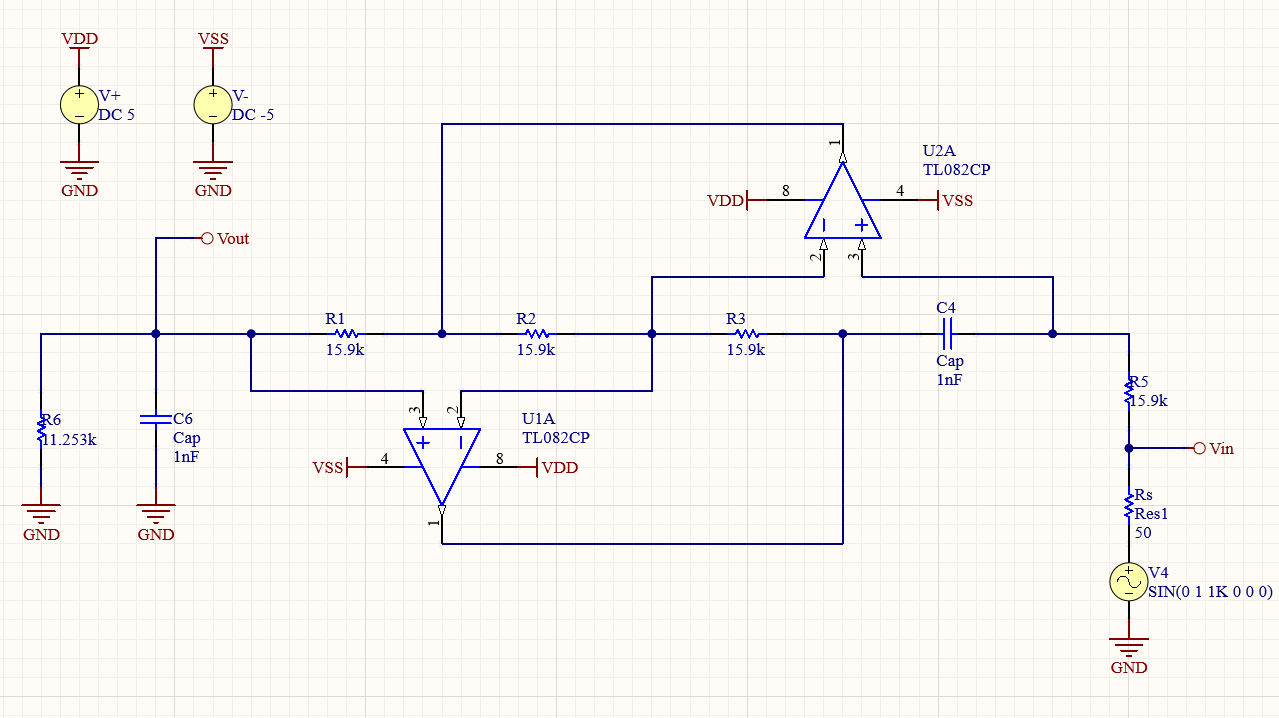 VDD
V+
DC 5
GND
VSS
V-
DC -5
GND
Vout
1
U2A
TL082CP
VDD
8
4
VSS
2
3
R1
15.9k
R2
15.9k
R3
15.9k
C4
Cap
1nF
R6
11.253k
GND
C6
Cap
1nF
GND
3
2
U1A
TL082CP
VSS
4
8
VDD
1
R5
15.9k
Vin
Rs
Res1
50
V4
SIN(0 1 1K 0 0 0)
GND